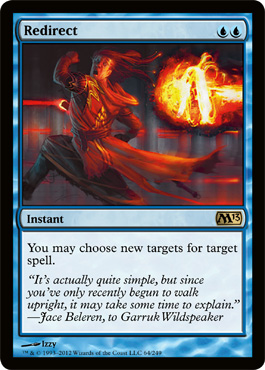 Redirect
Instant
M13
You may choose new targets for target
spell.
“It’s actually quite simple, but since
you’ve only recently begun to walk
upright, it may take some time to explain.”
—Jace Beleren, to Garruk Wildspeaker
Izzy
™ & © 1993–2012 Wizards of the Coast LLC 64/249